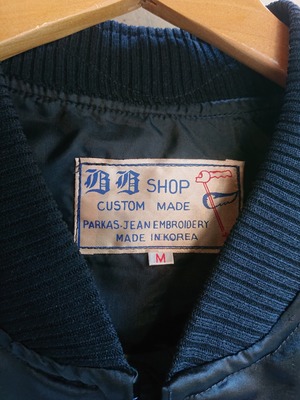 BB SHOP
CUSTOM MADE
PARKAS-JEAN EMBROIDERY
MADE IN KOREA
M